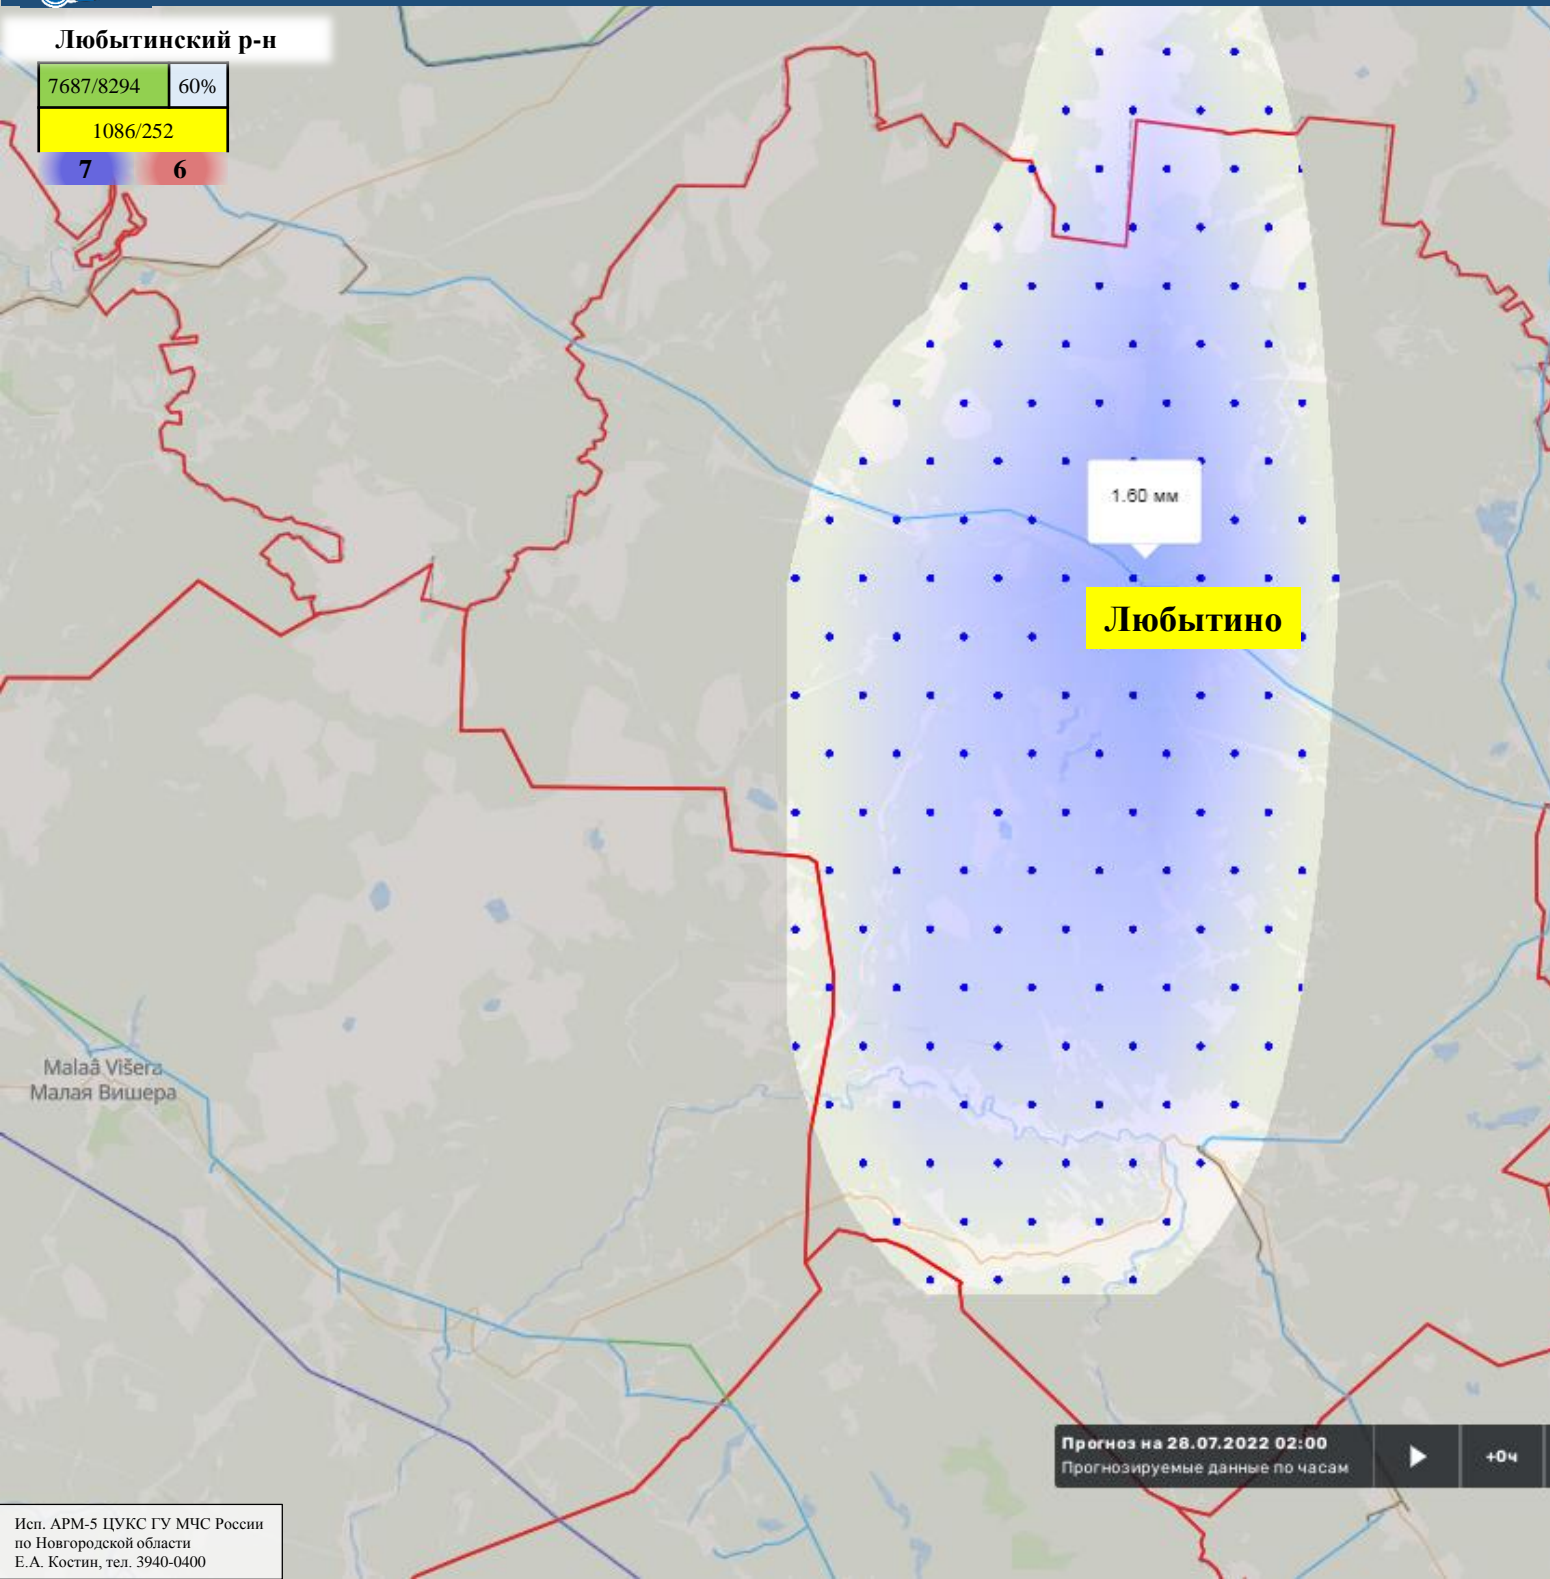 Любытинский р-н
7687/8294 60%
1086/252
7 6
1.60 мм
Любытино
Malaâ Višera
Малая Вишера
Прогноз на 28.07.2022 02:00
Прогнозируемые данные по часам
+0ч
Исп. АРМ-5 ЦУКС ГУ МЧС России
по Новгородской области
Е.А. Костин, тел. 3940-0400